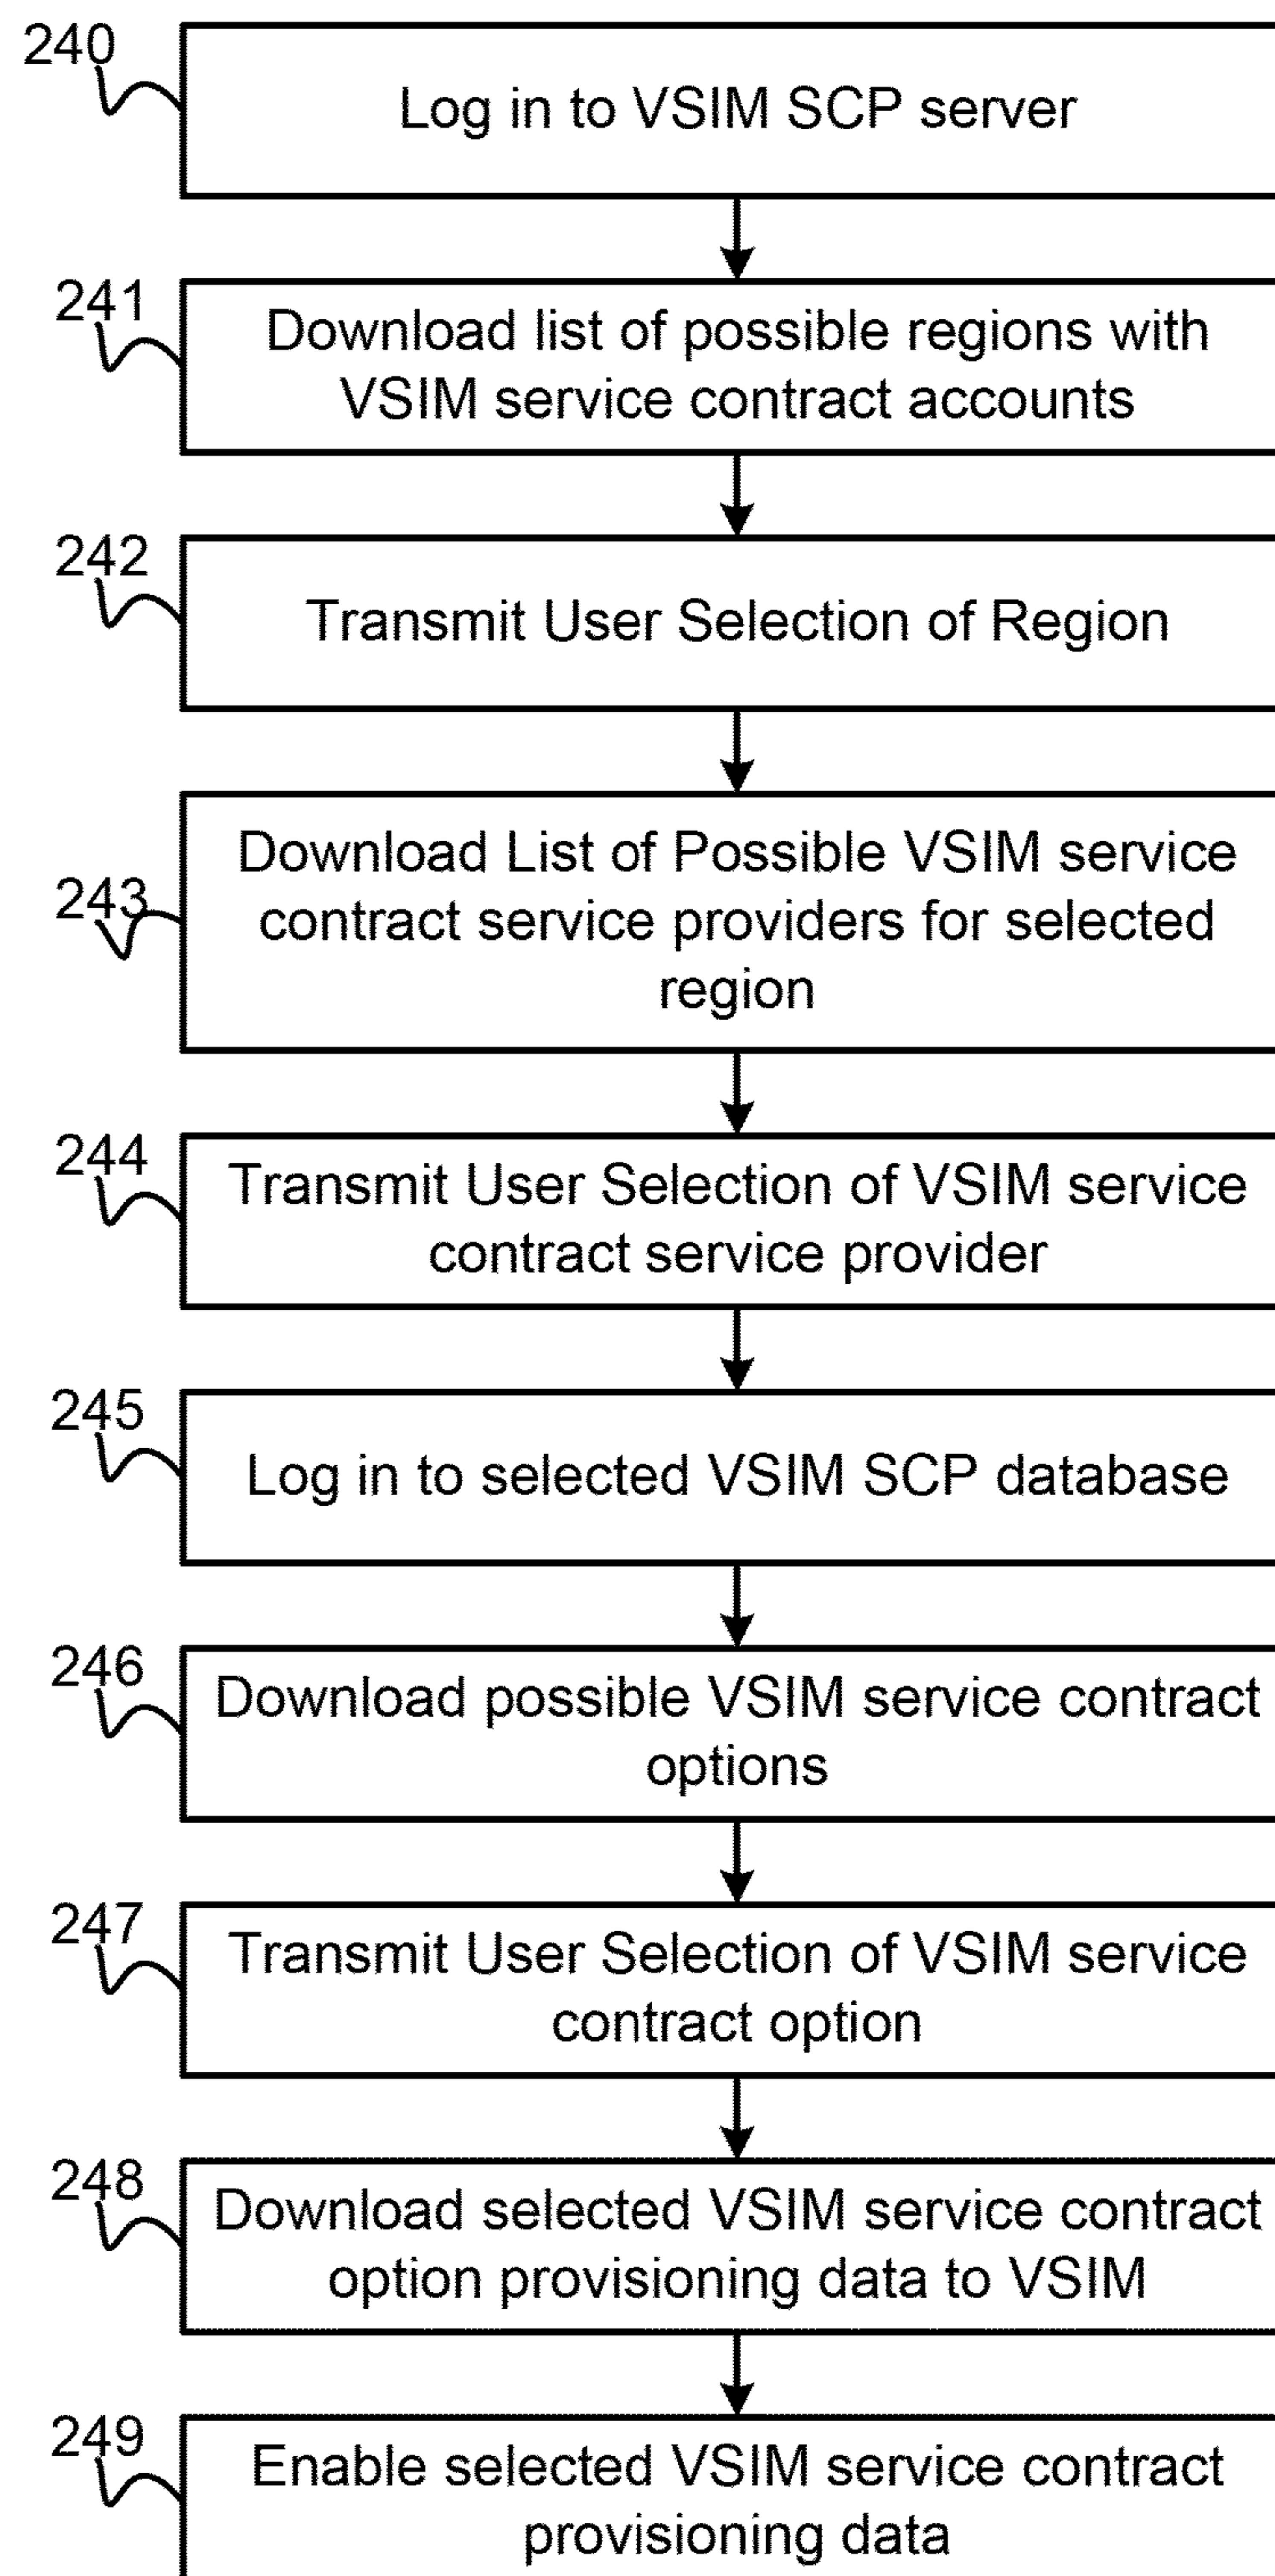 240
Log in to VSIM SCP server
241
Download list of possible regions with
VSIM service contract accounts
242
Transmit User Selection of Region
243
Download List of Possible VSIM service
contract service providers for selected
region
244
Transmit User Selection of VSIM service
contract service provider
245
Log in to selected VSIM SCP database
246
Download possible VSIM service contract
options
247
Transmit User Selection of VSIM service
contract option
248
Download selected VSIM service contract
option provisioning data to VSIM
249
Enable selected VSIM service contract
provisioning data